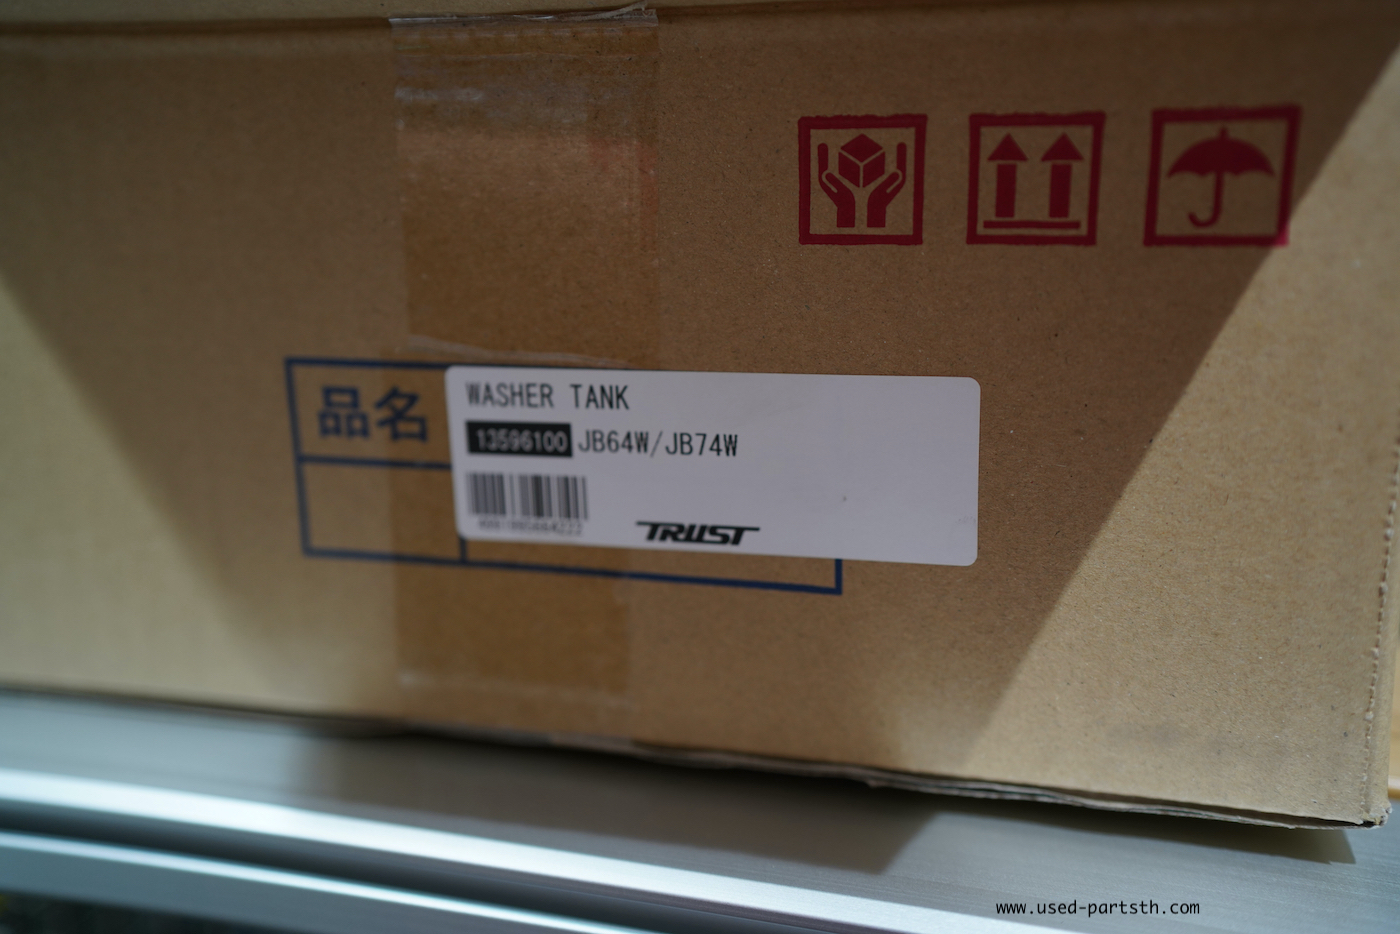 品名
WASHER TANK
13596100 JB64W/JB74W
TRUST
www.used-partsth.com